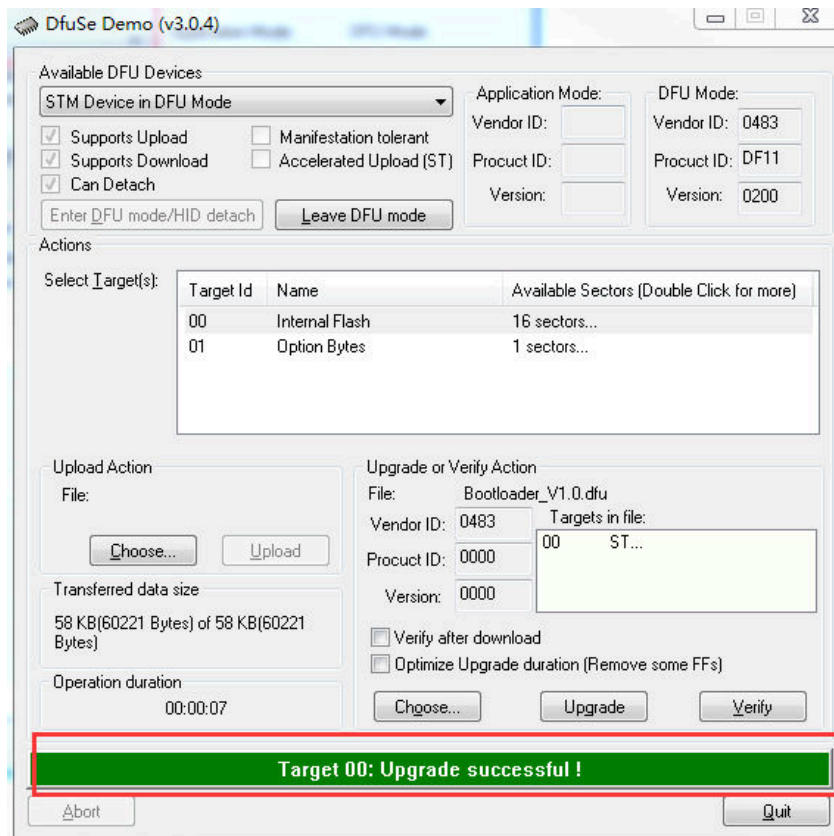 DfuSe Demo (v3.0.4)
Available DFU Devices
STM Device in DFU Mode
Supports Upload
Manifestation tolerant
Supports Download
Accelerated Upload (ST)
Can Detach
Enter DFU mode/HID detach
Leave DFU mode
Application Mode:
Vendor ID:
Procuct ID:
Version:
DFU Mode:
Vendor ID: 0483
Procuct ID: DF11
Version: 0200
Actions
Select Target(s):
Target Id Name Available Sectors (Double Click for more)
00 Internal Flash 16 sectors...
01 Option Bytes 1 sectors...
Upload Action
File:
Choose...
Upload
Transferred data size
58 KB(60221 Bytes) of 58 KB(60221
Bytes)
Operation duration
00:00:07
Upgrade or Verify Action
File: Bootloader_V1.0.dfu
Vendor ID: 0483
Procuct ID: 0000
Version: 0000
Targets in file:
00 ST...
Verify after download
Optimize Upgrade duration (Remove some FFs)
Choose...
Upgrade
Verify
Target 00: Upgrade successful !
Abort
Quit